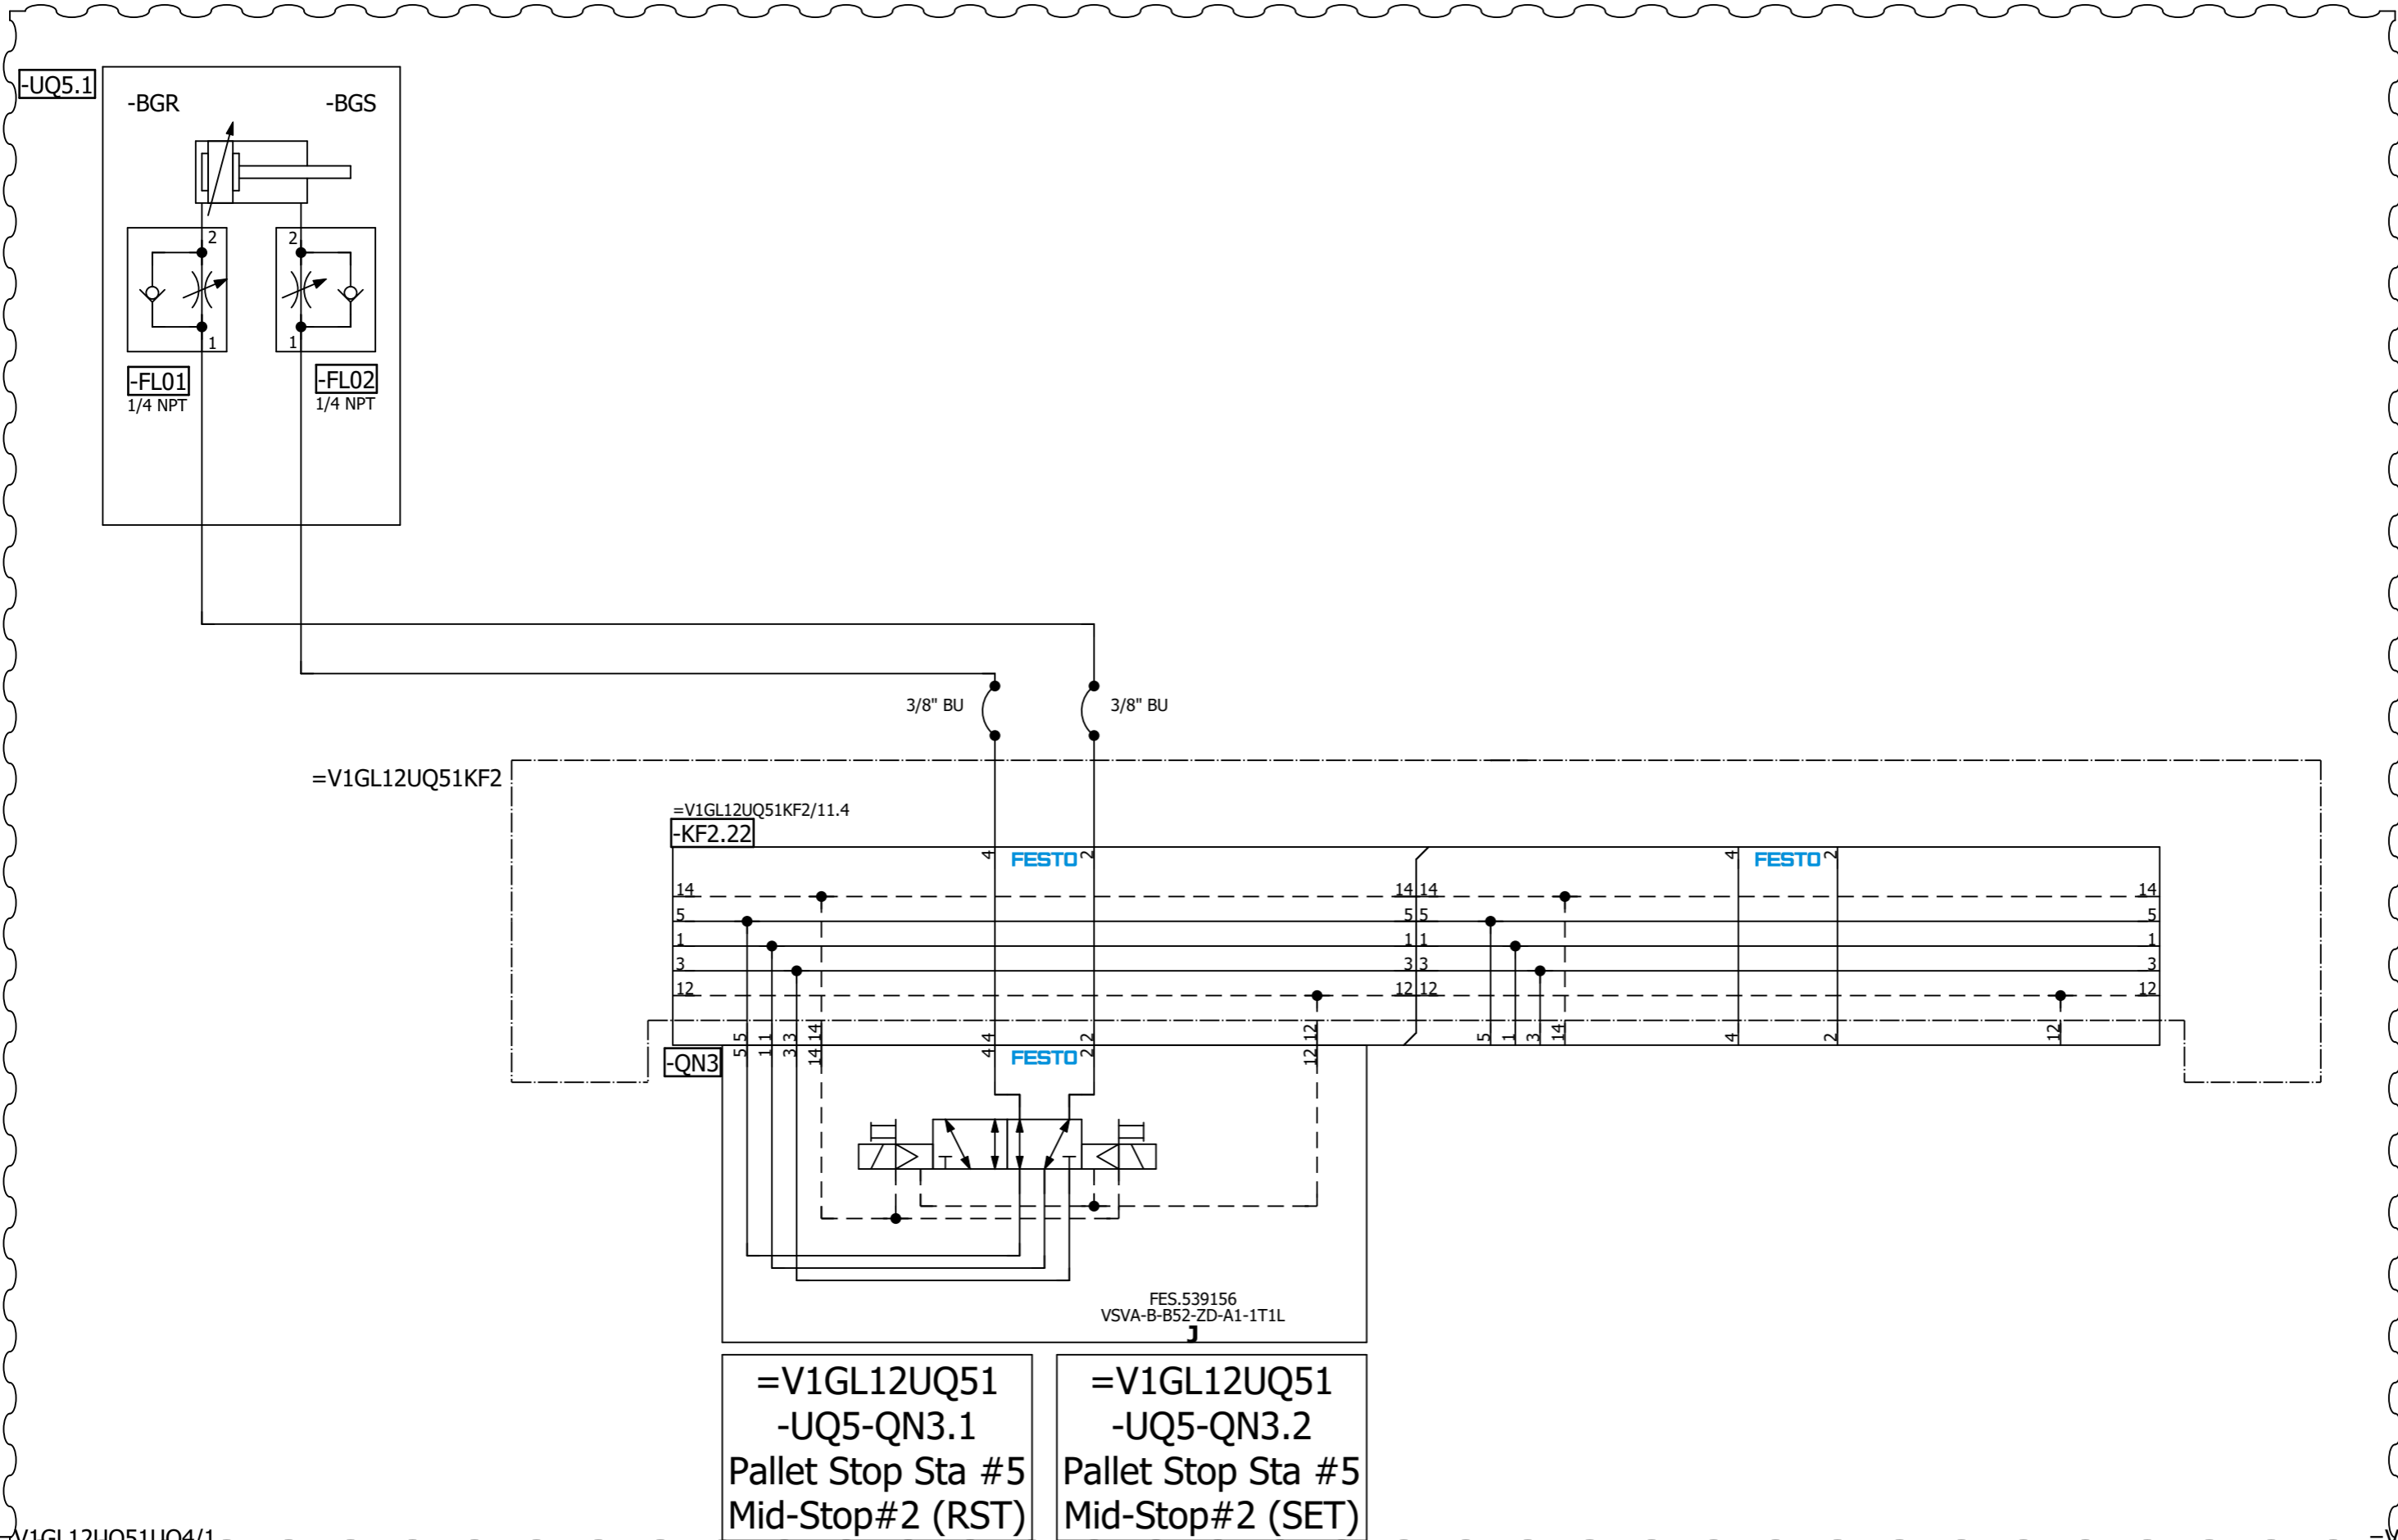 -UQ5.1
-BGR
-BGS
2
2
1
1
-FL01
1/4 NPT
-FL02
1/4 NPT
3/8" BU
3/8" BU
=V1GL12UQ51KF2
=V1GL12UQ51KF2/11.4
-KF2.22
4
FESTO
2
4
FESTO
2
14
14
14
14
5
5
5
5
1
1
1
1
3
3
3
3
12
12
12
12
5
1
3
14
4
2
12
5
1
3
14
4
2
12
-QN3
5
1
3
14
4
FESTO
2
12
FES.539156
VSVA-B-B52-ZD-A1-1T1L
J
=V1GL12UQ51
-UQ5-QN3.1
Pallet Stop Sta #5
Mid-Stop#2 (RST)
=V1GL12UQ51
-UQ5-QN3.2
Pallet Stop Sta #5
Mid-Stop#2 (SET)